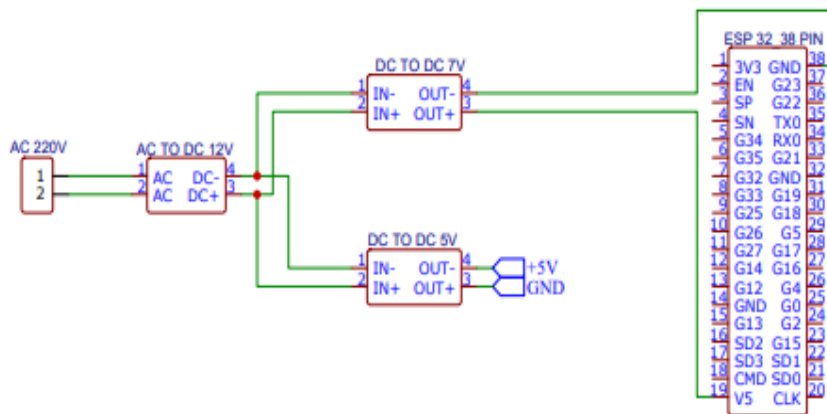 AC 220V
1
2
AC TO DC 12V
1 AC DC- 4
2 AC DC+ 3
DC TO DC 7V
1 IN- OUT- 4
2 IN+ OUT+ 3
DC TO DC 5V
1 IN- OUT- 4
2 IN+ OUT+ 3
+5V
GND
ESP 32_38 PIN
1 3V3 GND 38
2 EN G23 37
3 SP G22 36
4 SN TX0 35
5 G34 RX0 34
6 G35 G21 33
7 G32 GND 32
8 G33 G19 31
9 G25 G18 30
10 G26 G5 29
11 G27 G17 28
12 G14 G16 27
13 G12 G4 26
14 GND G0 25
15 G13 G2 24
16 SD2 G15 23
17 SD3 SD1 22
18 CMD SD0 21
19 V5 CLK 20